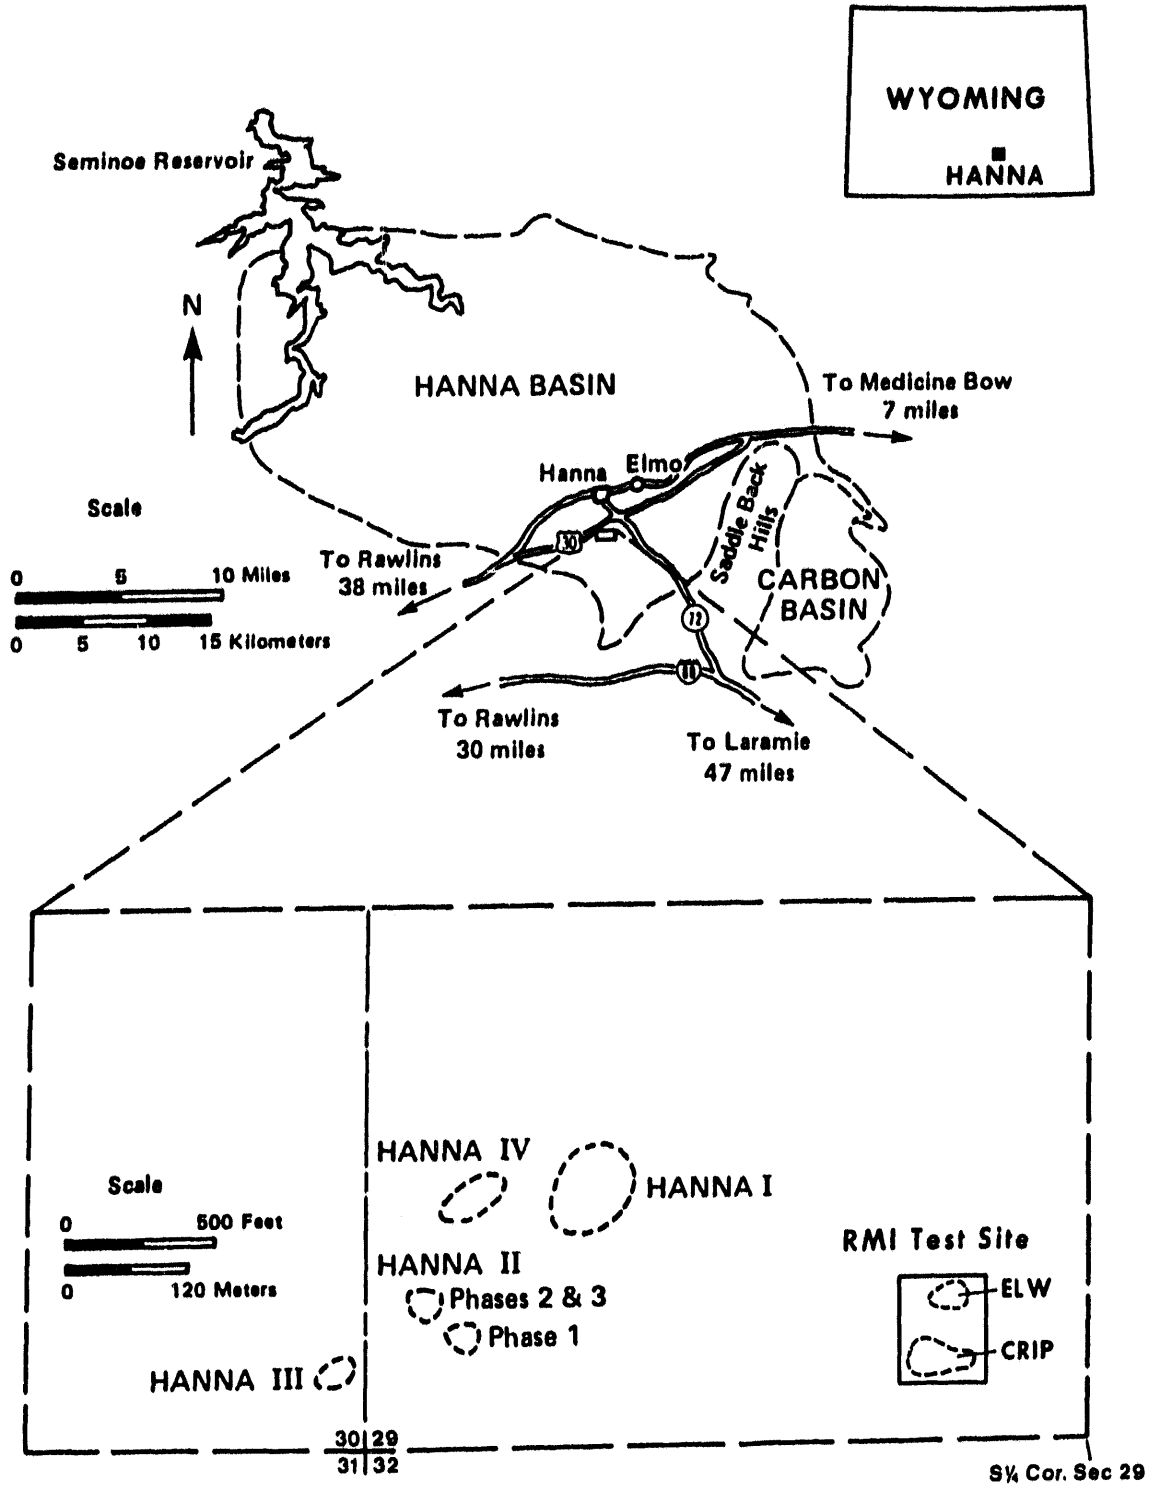 WYOMING
HANNA
Seminoe Reservoir
N
HANNA BASIN
To Medicine Bow
7 miles
Hanna
Elmo
Saddle Back
Hills
Scale
0 5 10 Miles
0 5 10 15 Kilometers
To Rawlins
38 miles
30
CARBON
BASIN
72
To Rawlins
30 miles
To Laramie
47 miles
HANNA IV
HANNA I
Scale
0 500 Feet
0 120 Meters
HANNA II
Phases 2 & 3
Phase 1
HANNA III
RMI Test Site
ELW
CRIP
30 29
31 32
S¼ Cor. Sec 29